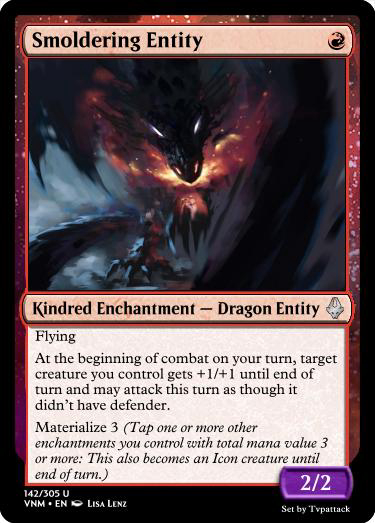 Smoldering Entity
Kindred Enchantment — Dragon Entity
Flying
At the beginning of combat on your turn, target
creature you control gets +1/+1 until end of
turn and may attack this turn as though it
didn't have defender.
Materialize 3 (Tap one or more other
enchantments you control with total mana value 3
or more: This also becomes an Icon creature until
end of turn.)
2/2
142/305 U
VNM • EN Lisa Lenz
Set by Tvpattack